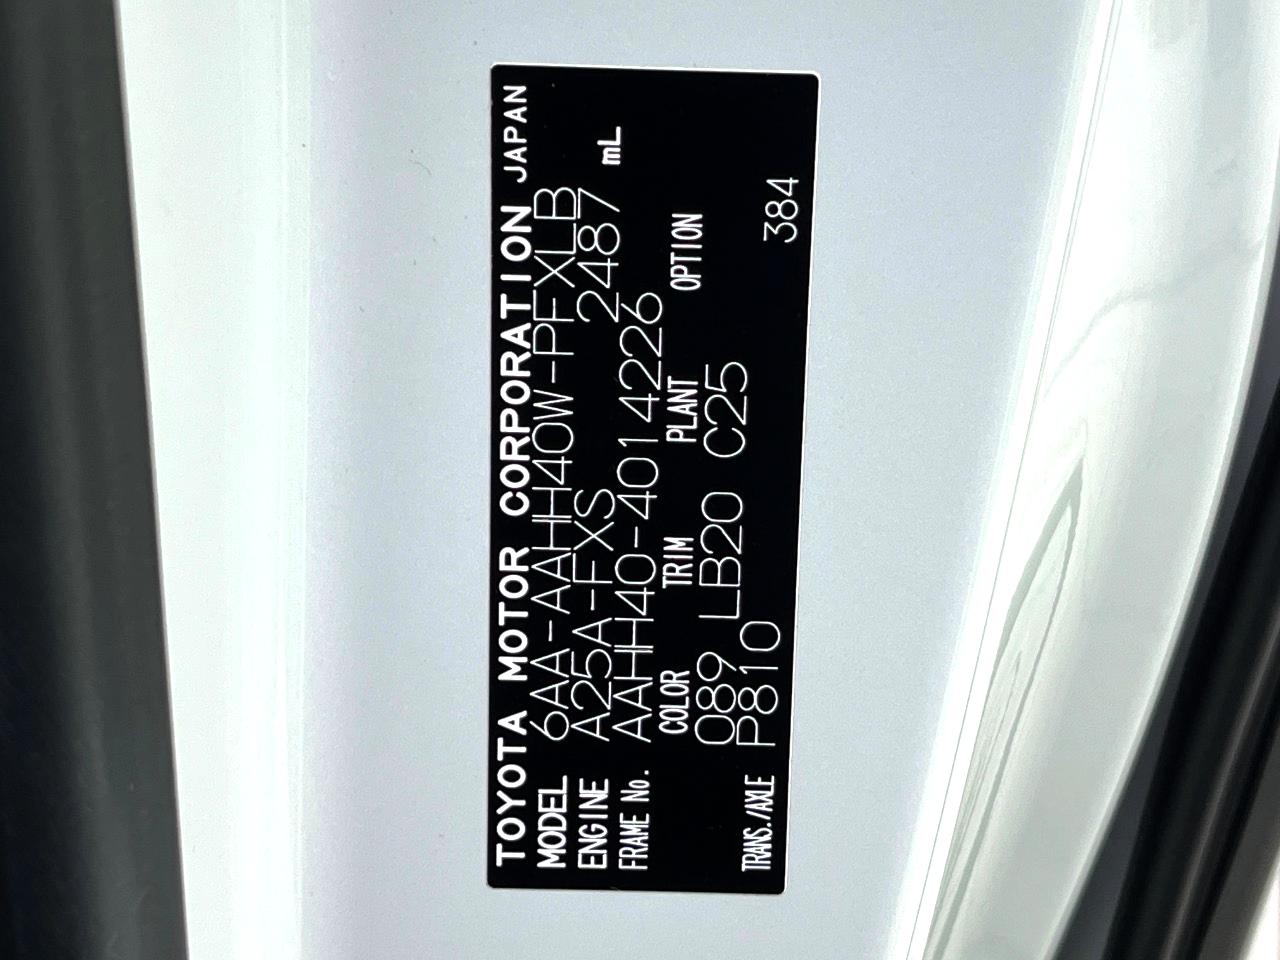 TOYOTA MOTOR CORPORATION JAPAN
MODEL 6AA-AAHH40W-PFXLB
ENGINE A25A-FXS 2487 mL
FRAME No. AAHH40-4014226
COLOR TRIM PLANT OPTION
089 LB20 C25
TRANS./AXLE P810 384